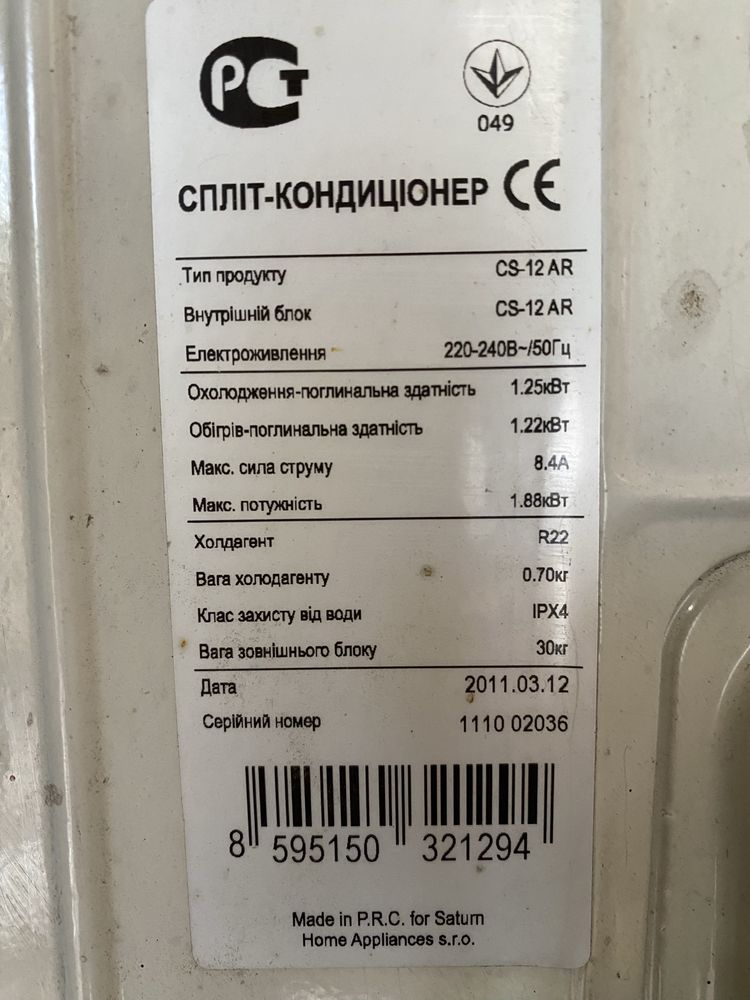 РСТ
049
СПЛІТ-КОНДИЦІОНЕР CE
Тип продукту CS-12 AR
Внутрішній блок CS-12 AR
Електроживлення 220-240В~/50Гц
Охолодження-поглинальна здатність 1.25кВт
Обігрів-поглинальна здатність 1.22кВт
Макс. сила струму 8.4А
Макс. потужність 1.88кВт
Холдагент R22
Вага холодагенту 0.70кг
Клас захисту від води IPX4
Вага зовнішнього блоку 30кг
Дата 2011.03.12
Серійний номер 1110 02036
8 595150 321294
Made in P.R.C. for Saturn
Home Appliances s.r.o.